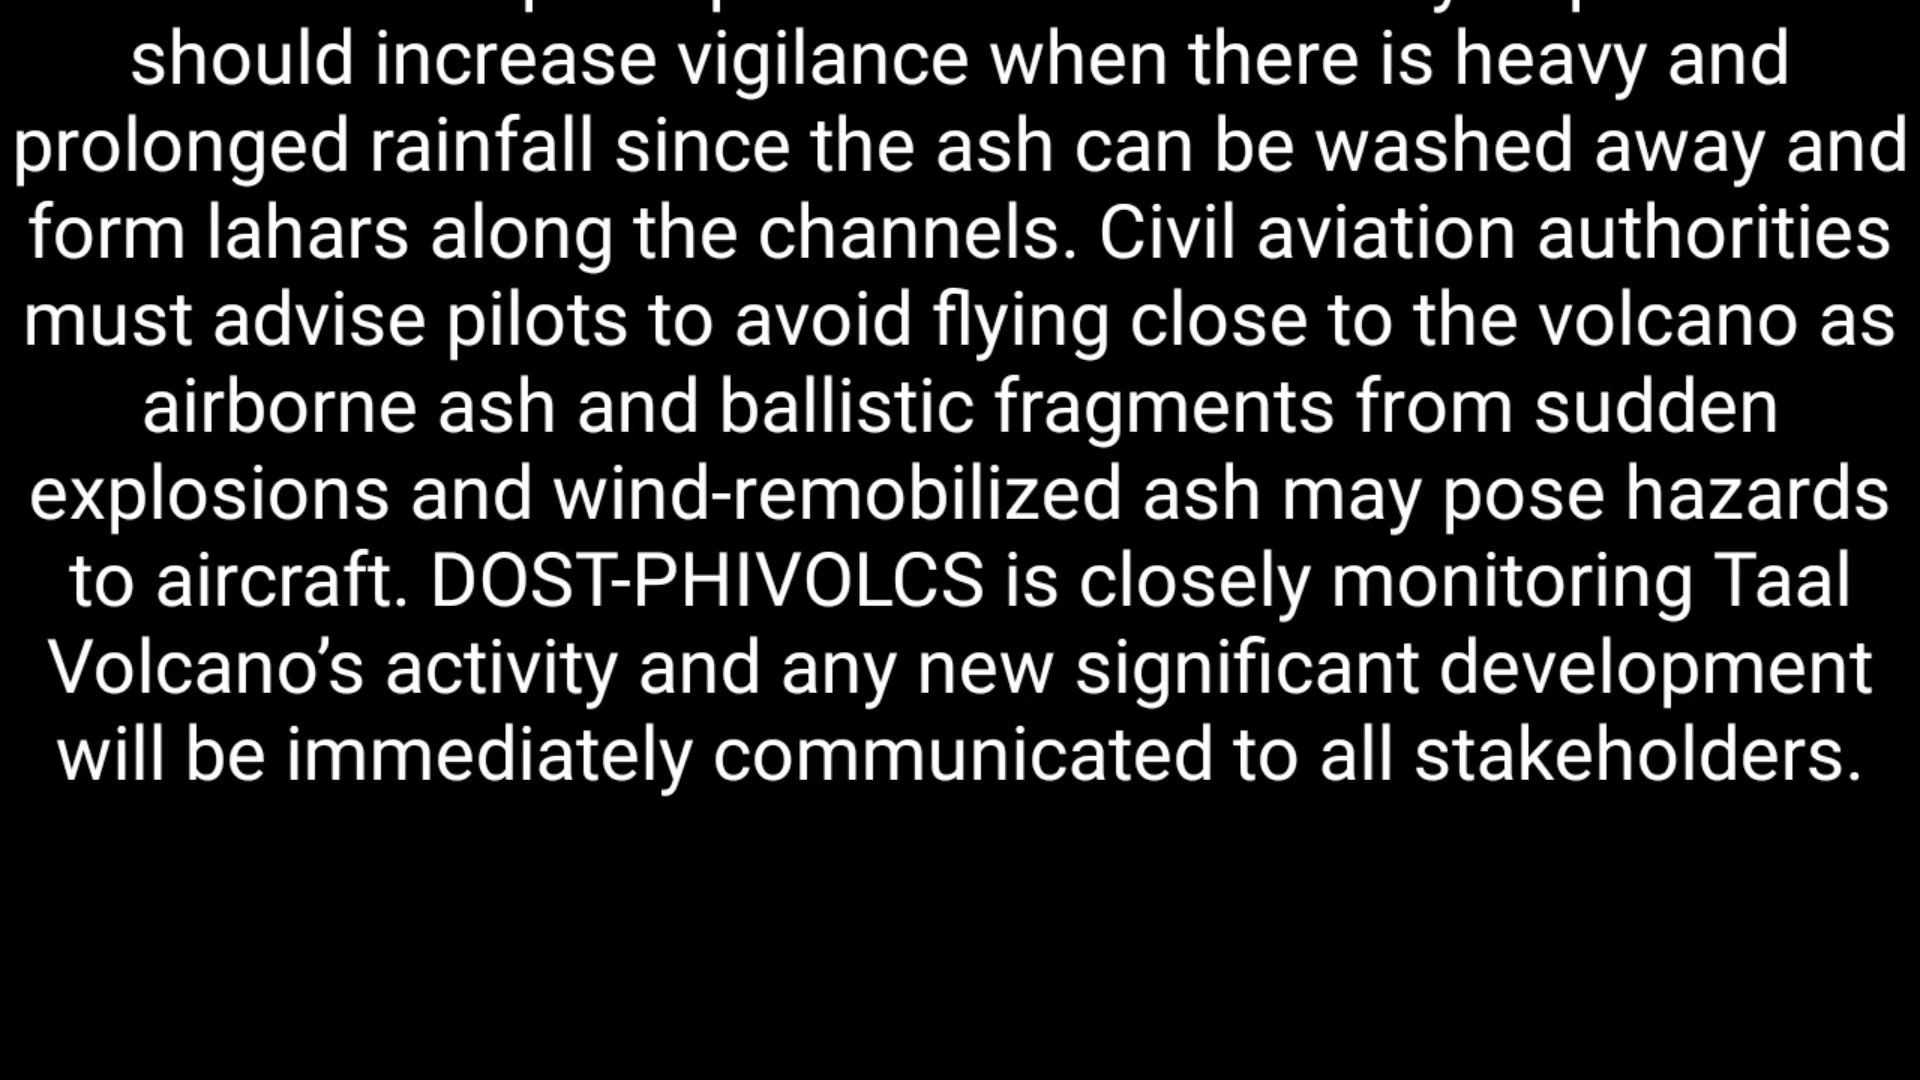 should increase vigilance when there is heavy and
prolonged rainfall since the ash can be washed away and
form lahars along the channels. Civil aviation authorities
must advise pilots to avoid flying close to the volcano as
airborne ash and ballistic fragments from sudden
explosions and wind-remobilized ash may pose hazards
to aircraft. DOST-PHIVOLCS is closely monitoring Taal
Volcano’s activity and any new significant development
will be immediately communicated to all stakeholders.